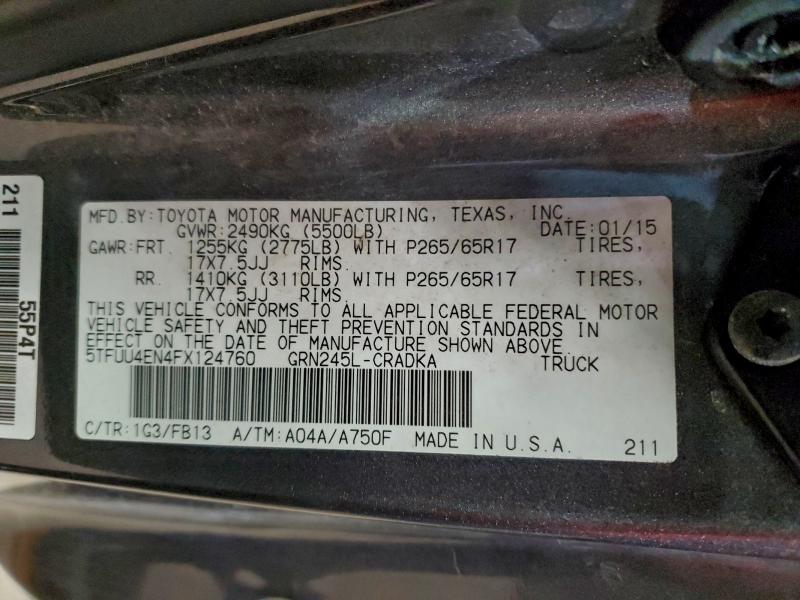 MFD.BY:TOYOTA MOTOR MANUFACTURING, TEXAS, INC.
GVWR:2490KG (5500LB) DATE:01/15
GAWR:FRT. 1255KG (2775LB) WITH P265/65R17 TIRES,
17X7.5JJ RIMS.
RR. 1410KG (3110LB) WITH P265/65R17 TIRES,
17X7.5JJ RIMS.
THIS VEHICLE CONFORMS TO ALL APPLICABLE FEDERAL MOTOR
VEHICLE SAFETY AND THEFT PREVENTION STANDARDS IN
EFFECT ON THE DATE OF MANUFACTURE SHOWN ABOVE.
5TFUU4EN4FX124760 GRN245L-CRADKA TRUCK
C/TR:1G3/FB13 A/TM:A04A/A750F MADE IN U.S.A. 211
211
55P4T